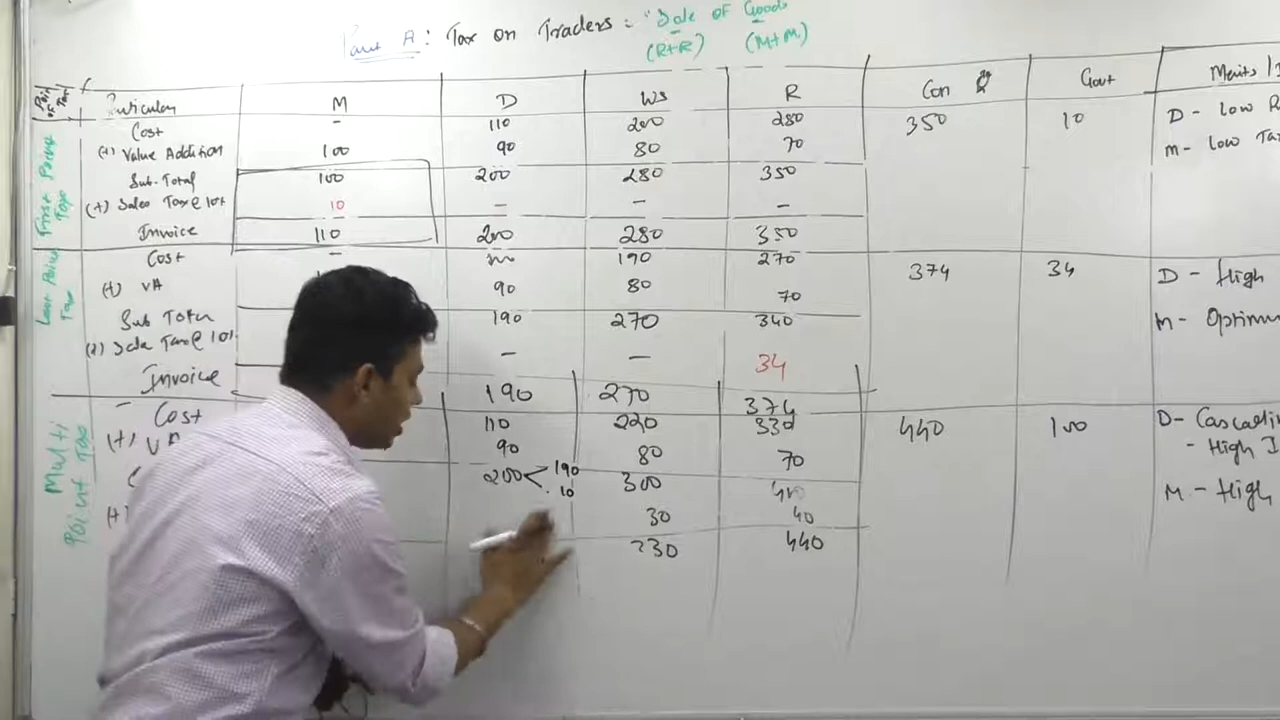 Part A: Tax on Traders: "Sale of Goods
(R+R) (M+M)
Particulars M D WS R Con Govt Merits
First Point Tax
Cost - 110 200 280 350 10 D - Low
(+) Value Addition 100 90 80 70 M- Low
Sub-Total 100 200 280 350
(+) Sales Tax@10% 10 - - -
Invoice 110 200 280 350
Last Point Tax
Cost - 190 270 374 34 D - High
(+) VA 90 80 70
Sub Total 190 270 340 M- Optimum
(+) Sales Tax@10% - - 34
Invoice 190 270 374
Multi Point Tax
Cost 110 220 330 440 100 D-
(+) VA 90 80 70 - High
200 < 190 300 400 M - High
10
(+) 30 40
330 440